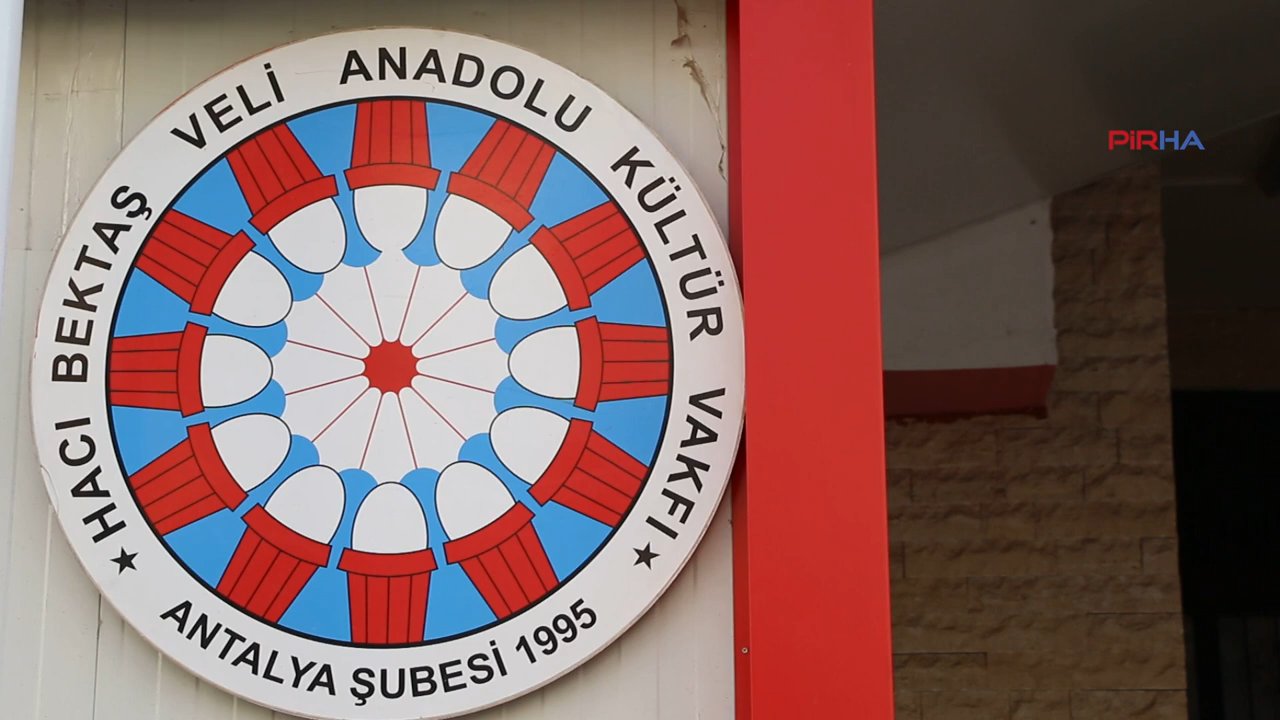 HACI BEKTAŞ VELİ ANADOLU KÜLTÜR VAKFI
ANTALYA ŞUBESİ 1995
PİRHA